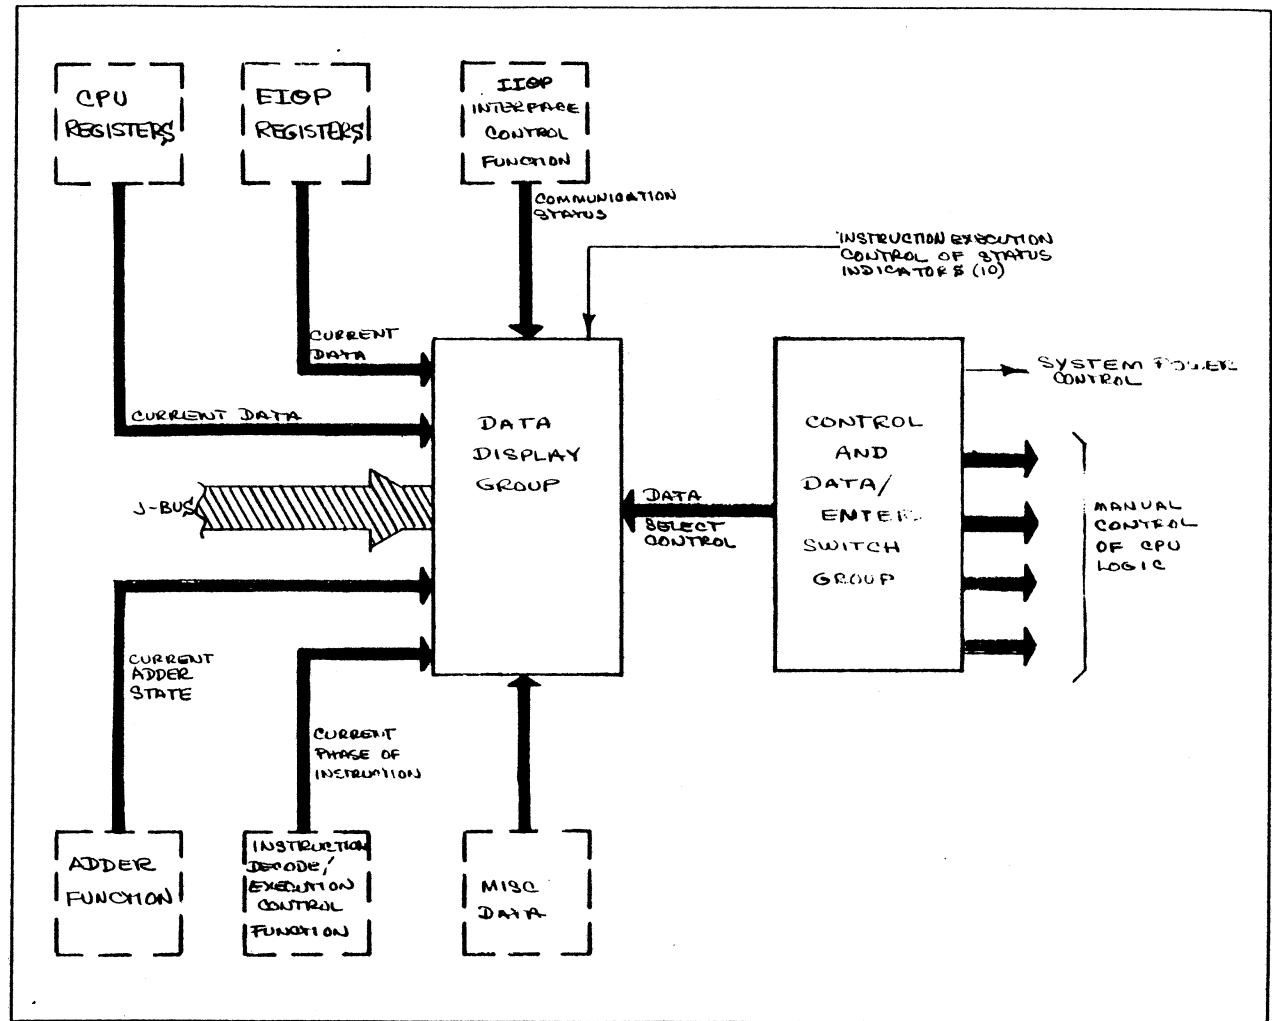 CPU
REGISTERS
EIOP
REGISTERS
IIOP
INTERFACE
CONTROL
FUNCTION
COMMUNICATION
STATUS
INSTRUCTION EXECUTION
CONTROL OF STATUS
INDICATORS (10)
CURRENT
DATA
CURRENT DATA
J-BUS
DATA
DISPLAY
GROUP
DATA
SELECT
CONTROL
CONTROL
AND
DATA/
ENTER
SWITCH
GROUP
SYSTEM POWER
CONTROL
MANUAL
CONTROL
OF CPU
LOGIC
CURRENT
ADDER
STATE
CURRENT
PHASE OF
INSTRUCTION
ADDER
FUNCTION
INSTRUCTION
DECODE/
EXECUTION
CONTROL
FUNCTION
MISC
DATA